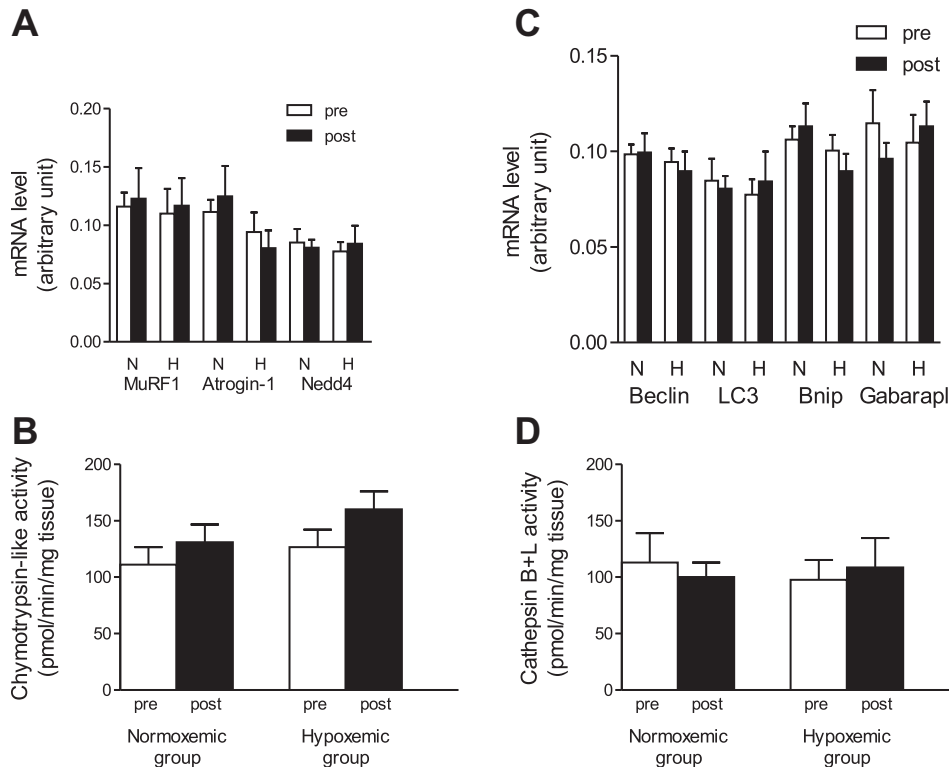 A
mRNA level
(arbitrary unit)
0.20
0.15
0.10
0.05
0.00
pre
post
N H N H N H
MuRF1 Atrogin-1 Nedd4
C
mRNA level
(arbitrary unit)
0.15
0.10
0.05
0.00
pre
post
N H N H N H N H
Beclin LC3 Bnip Gabarapl
B
Chymotrypsin-like activity
(pmol/min/mg tissue)
200
150
100
50
0
pre post pre post
Normoxemic group
Hypoxemic group
D
Cathepsin B+L activity
(pmol/min/mg tissue)
200
150
100
50
0
pre post pre post
Normoxemic group
Hypoxemic group